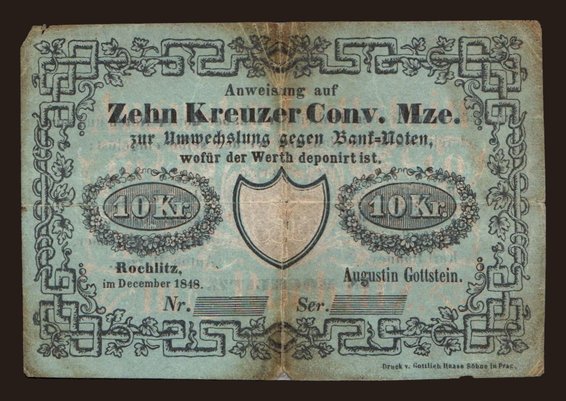 Anweisung auf
Zehn Kreuzer Conv. Mze.
zur Umwechslung gegen Bank=Noten,
wofür der Werth deponirt ist.
10 Kr. 10 Kr.
Rochlitz, Augustin Gottstein.
im December 1848.
Nr. Ser.
Druck v. Gottlieb Haase Söhne in Prag.